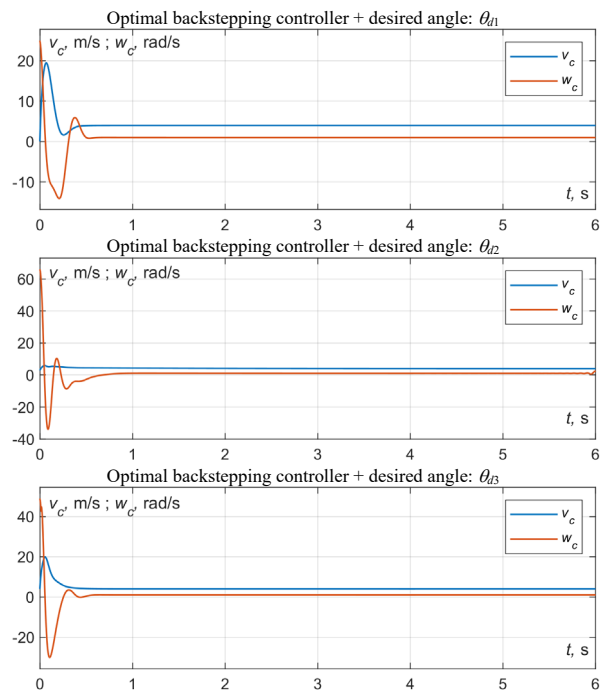 Optimal backstepping controller + desired angle: θd1
vc, m/s ; wc, rad/s
vc
wc
20
10
0
-10
t, s
0 1 2 3 4 5 6
Optimal backstepping controller + desired angle: θd2
vc, m/s ; wc, rad/s
vc
wc
60
40
20
0
-20
-40
t, s
0 1 2 3 4 5 6
Optimal backstepping controller + desired angle: θd3
vc, m/s ; wc, rad/s
vc
wc
40
20
0
-20
t, s
0 1 2 3 4 5 6